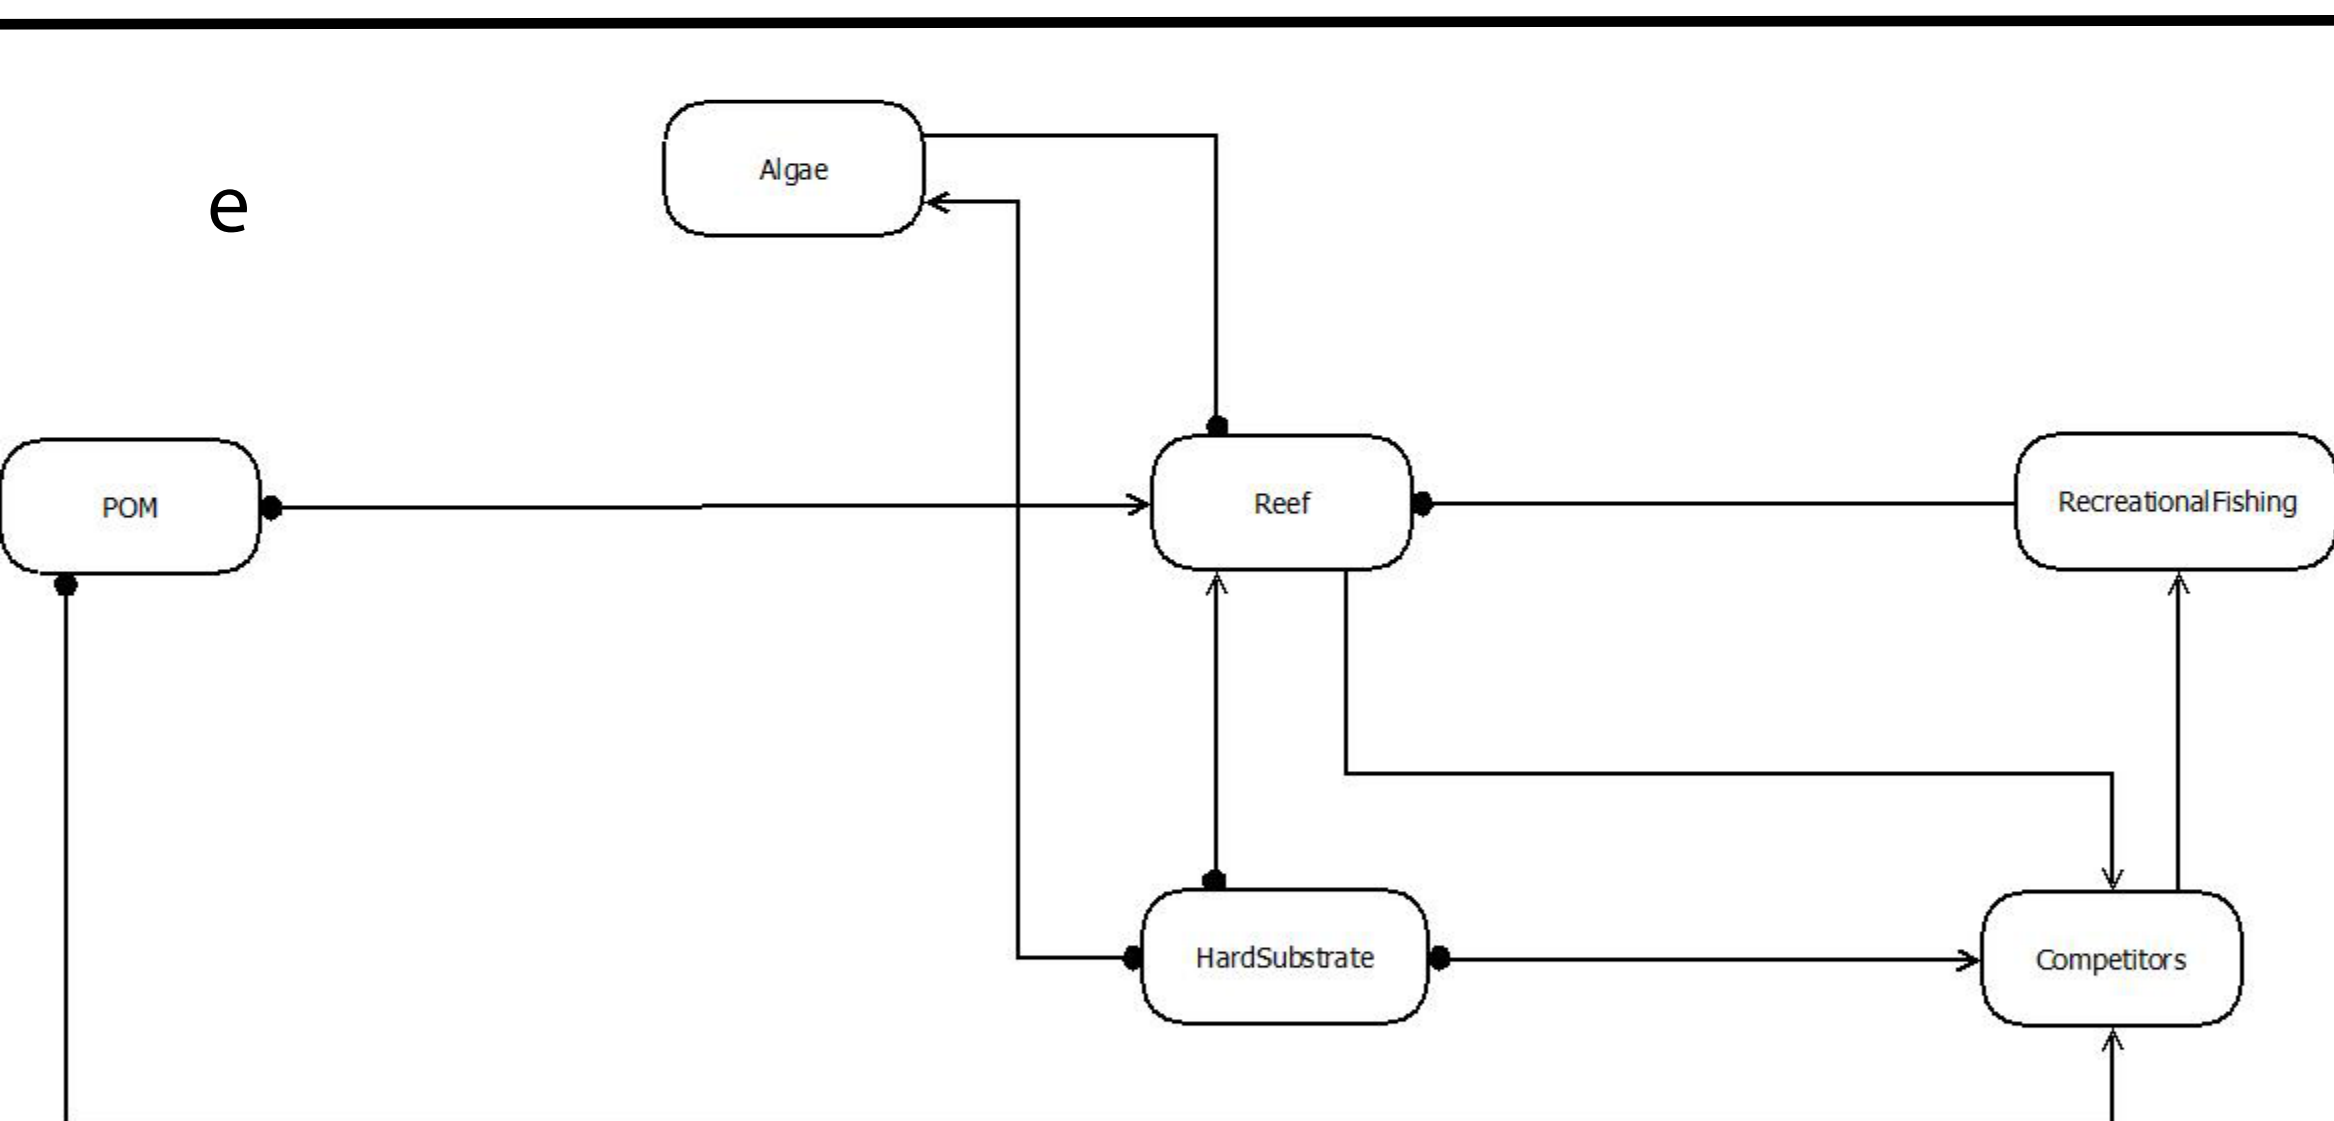 Algae
e
POM
Reef
RecreationalFishing
HardSubstrate
Competitors